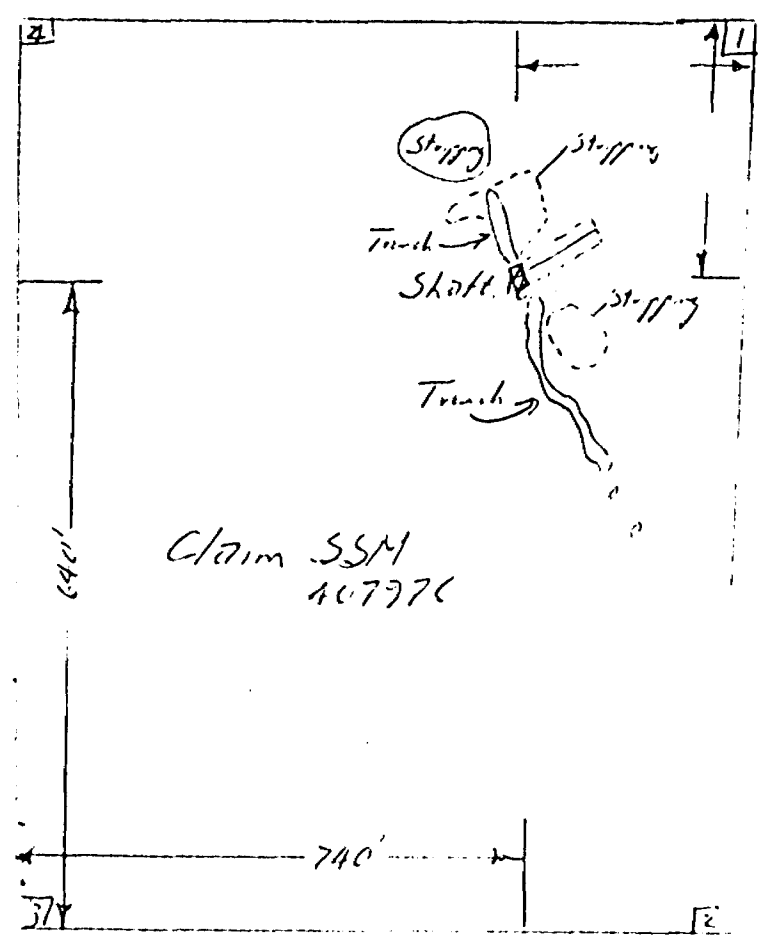 4
1
Stripping
Stripping
Trench
Shaft
Stripping
Trench
Claim SSM
740'
3
2